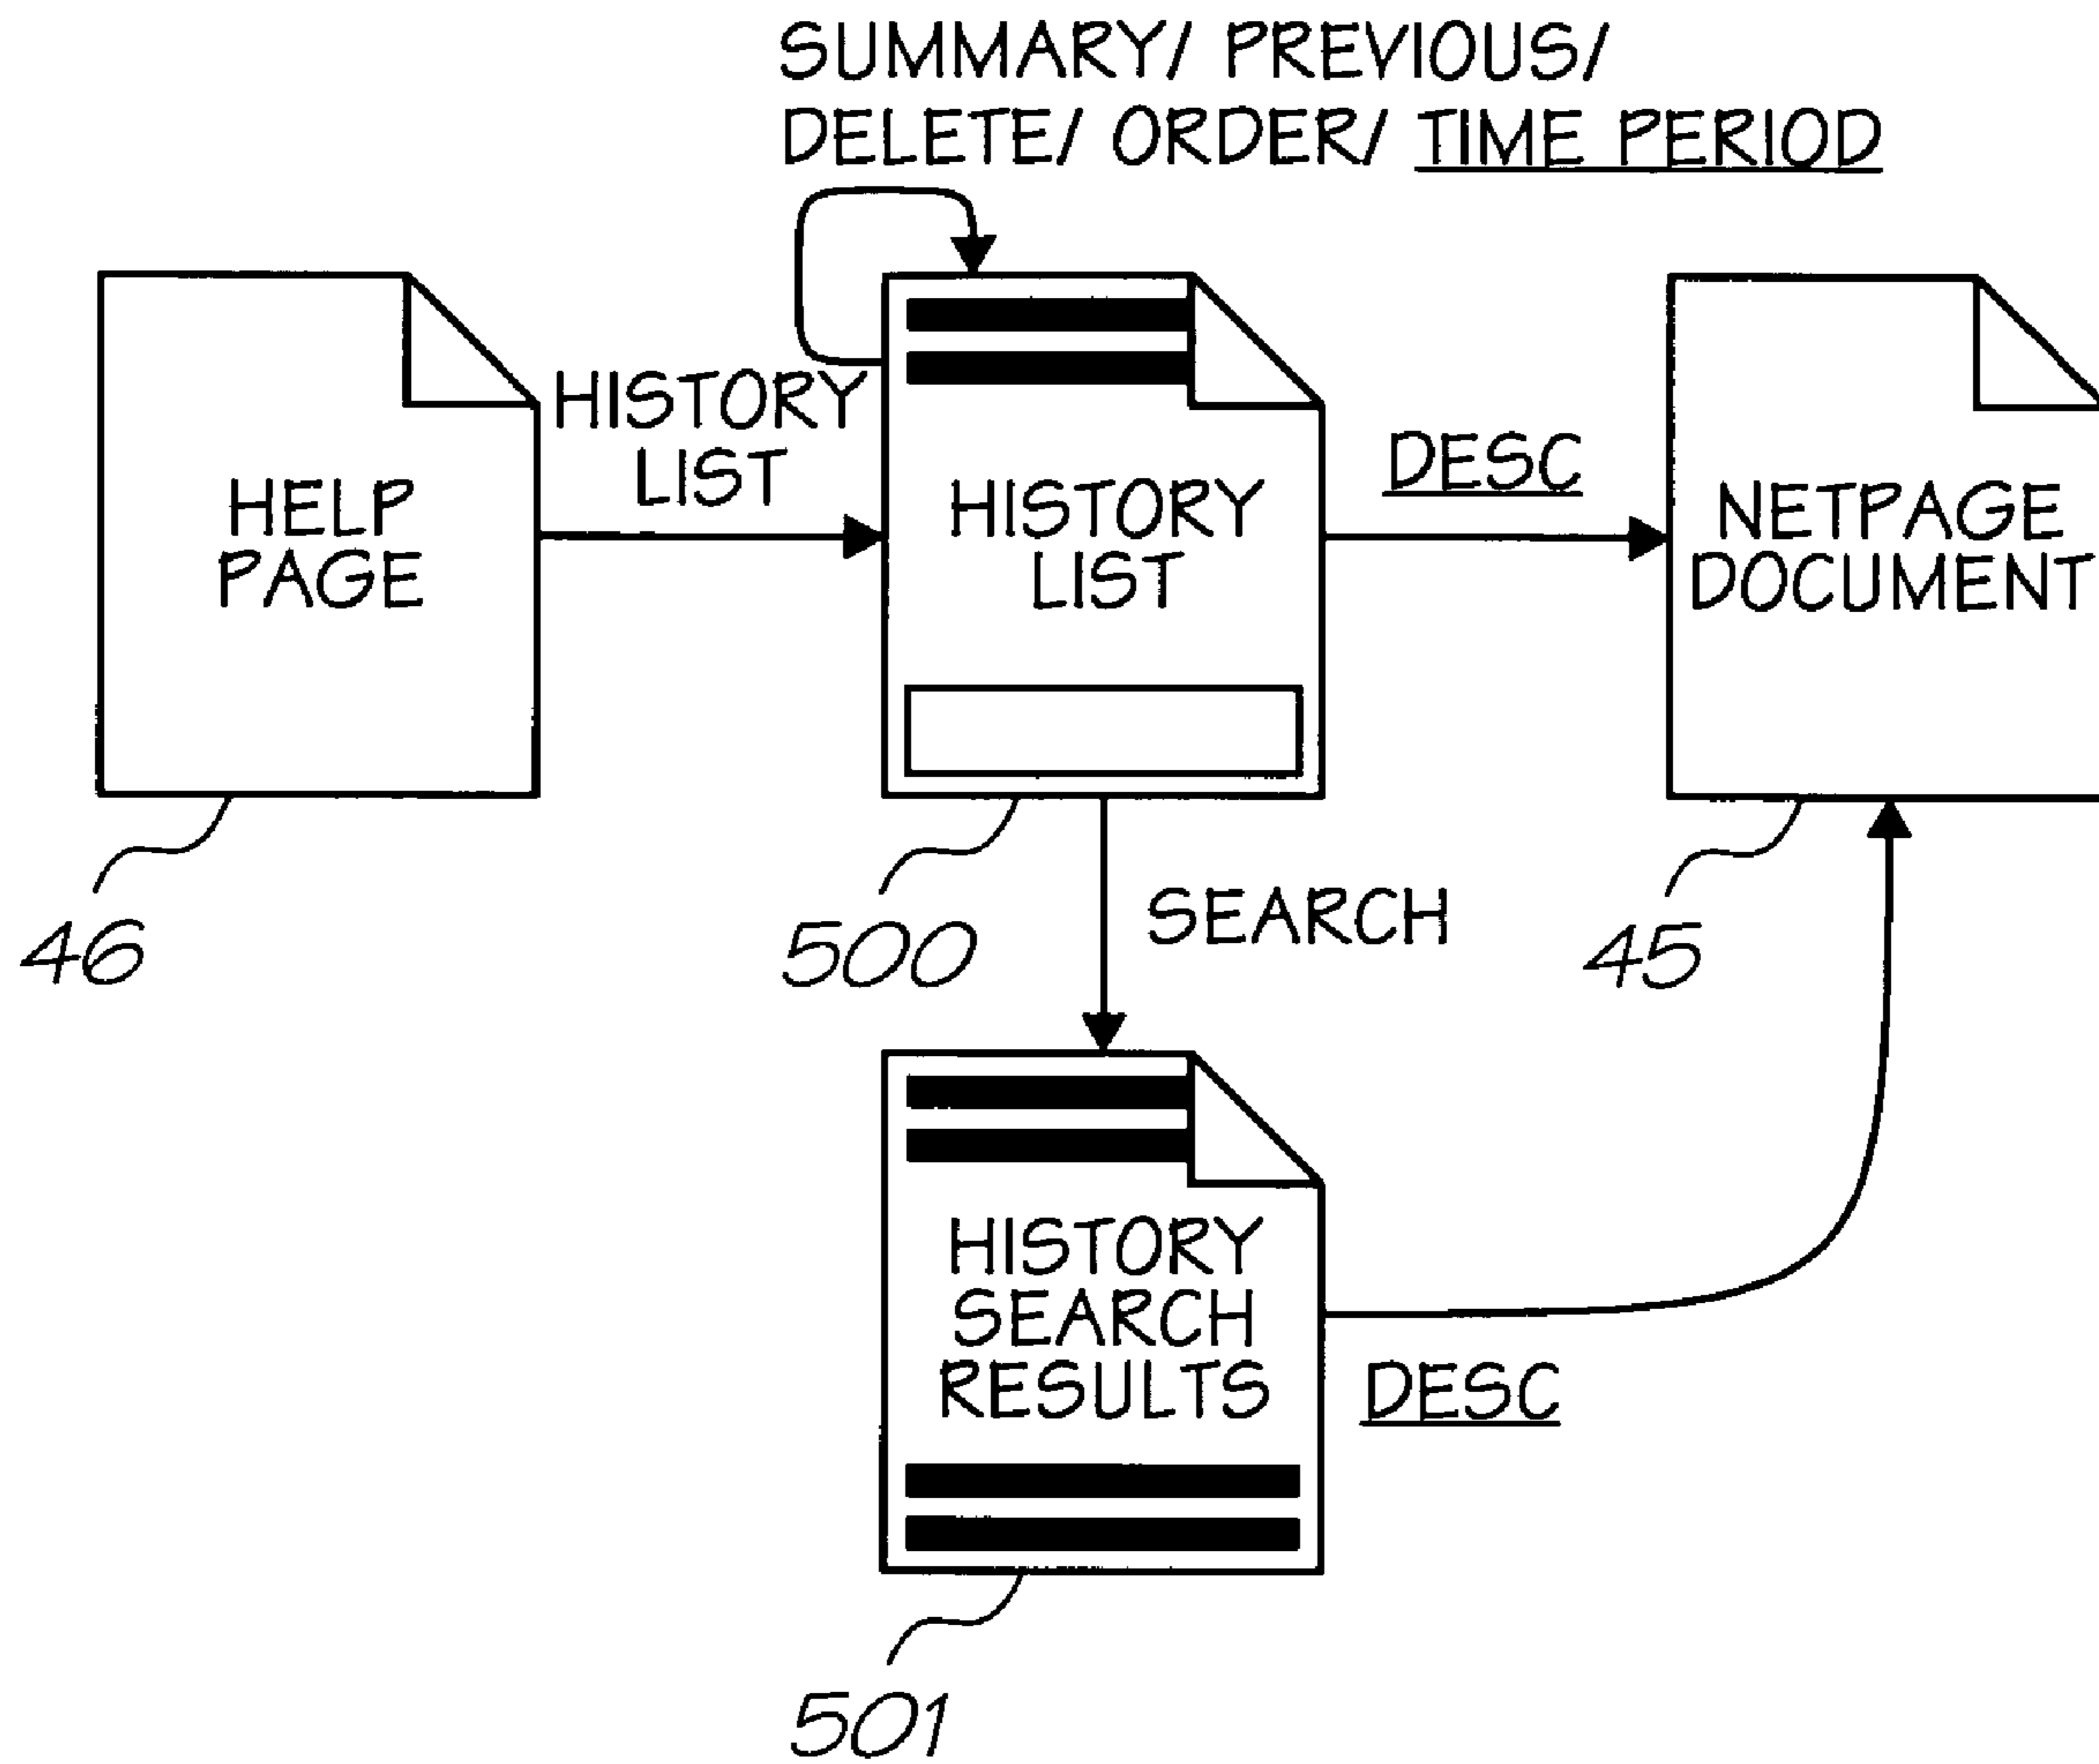 SUMMARY/ PREVIOUS/
DELETE/ ORDER/ TIME PERIOD
HELP
PAGE
HISTORY
LIST
HISTORY
LIST
DESC
NETPAGE
DOCUMENT
46
500
SEARCH
45
HISTORY
SEARCH
RESULTS
DESC
501